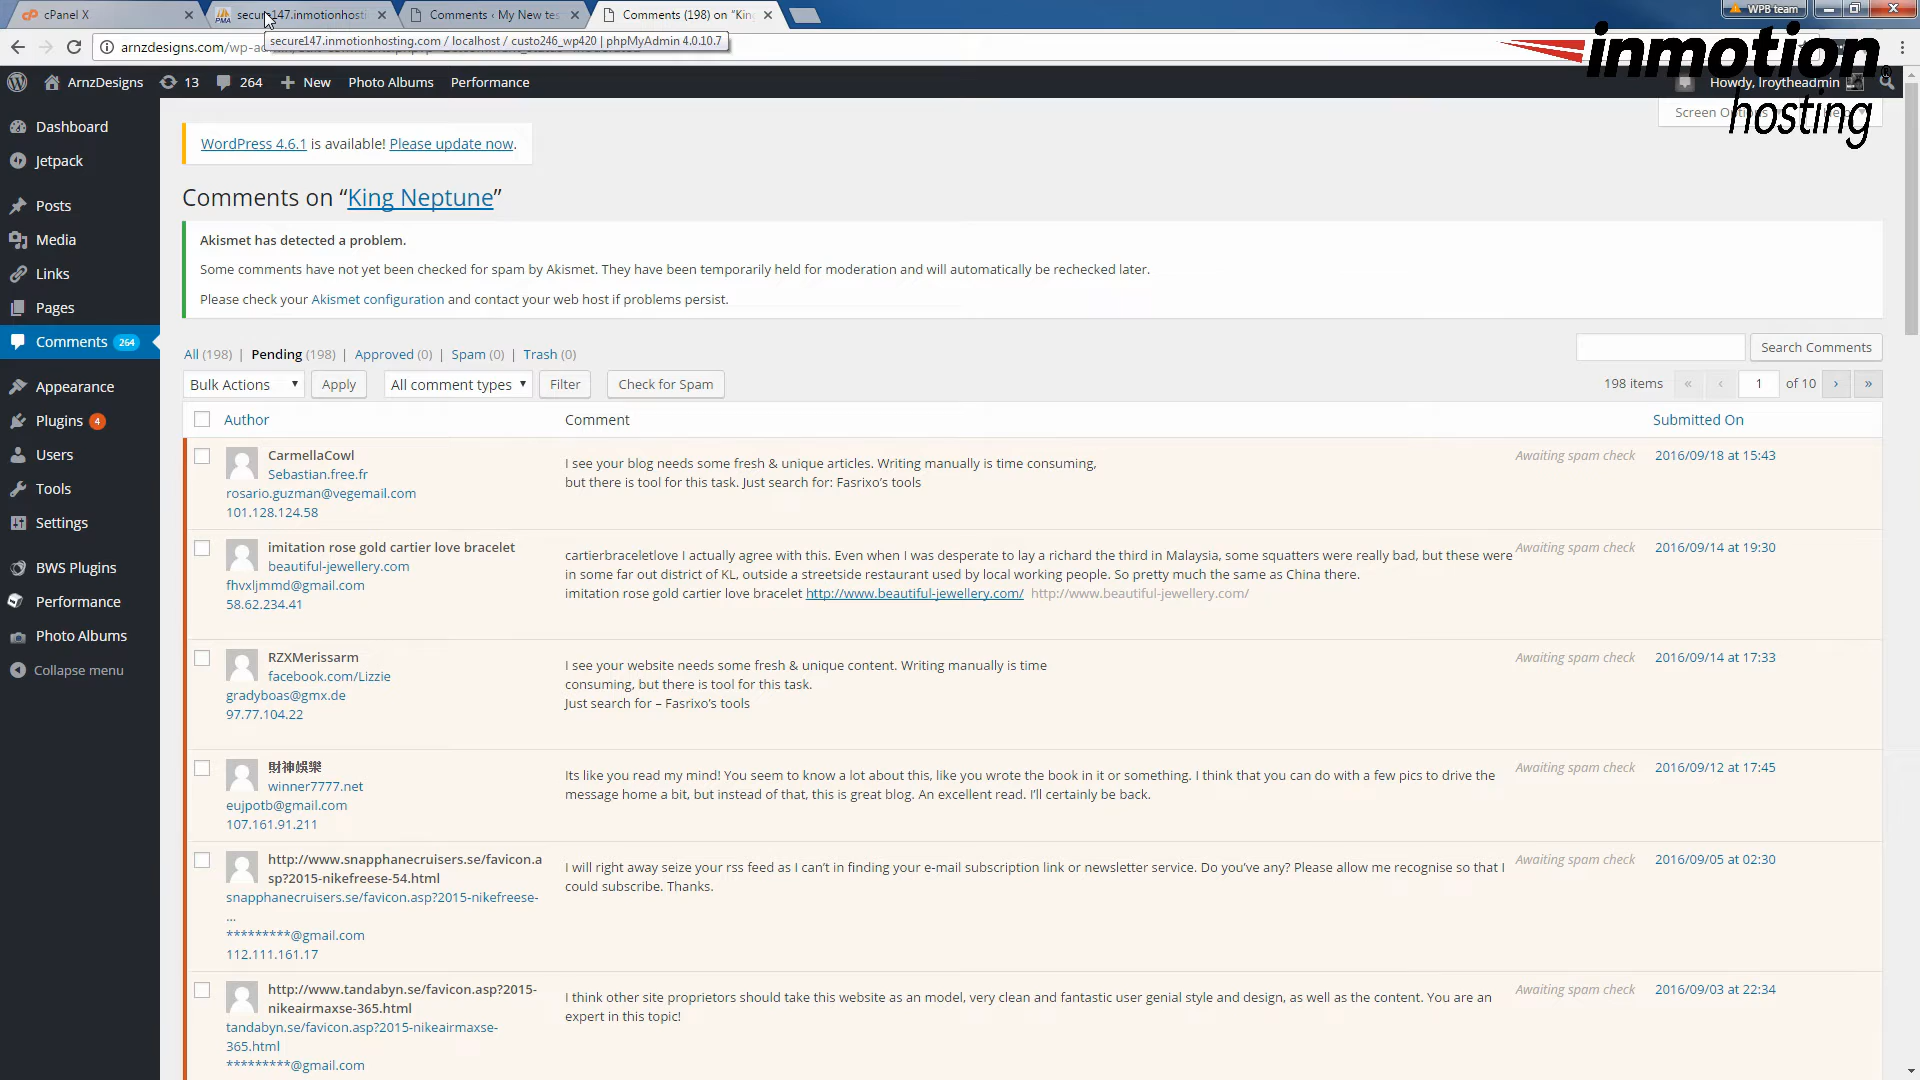 cPanel X
secure147.inmotionhosti
Comments ‹ My New tes
Comments (198) on “Kin
WPB team
arnzdesigns.com/wp-ad
secure147.inmotionhosting.com / localhost / custo246_wp420 | phpMyAdmin 4.0.10.7
inmotion®
hosting
ArnzDesigns
13
264
New
Photo Albums
Performance
Howdy, lroytheadmin
Dashboard
Jetpack
Posts
Media
Links
Pages
Comments 264
Appearance
Plugins 4
Users
Tools
Settings
BWS Plugins
Performance
Photo Albums
Collapse menu
WordPress 4.6.1 is available! Please update now.
Comments on “King Neptune”
Akismet has detected a problem.
Some comments have not yet been checked for spam by Akismet. They have been temporarily held for moderation and will automatically be rechecked later.
Please check your Akismet configuration and contact your web host if problems persist.
All (198) | Pending (198) | Approved (0) | Spam (0) | Trash (0)
Search Comments
Bulk Actions
Apply
All comment types
Filter
Check for Spam
198 items « ‹ 1 of 10 › »
Author
Comment
Submitted On
CarmellaCowl
Sebastian.free.fr
rosario.guzman@vegemail.com
101.128.124.58
I see your blog needs some fresh & unique articles. Writing manually is time consuming,
but there is tool for this task. Just search for: Fasrixo’s tools
Awaiting spam check
2016/09/18 at 15:43
imitation rose gold cartier love bracelet
beautiful-jewellery.com
fhvxljmmd@gmail.com
58.62.234.41
cartierbraceletlove I actually agree with this. Even when I was desperate to lay a richard the third in Malaysia, some squatters were really bad, but these were
in some far out district of KL, outside a streetside restaurant used by local working people. So pretty much the same as China there.
imitation rose gold cartier love bracelet http://www.beautiful-jewellery.com/ http://www.beautiful-jewellery.com/
Awaiting spam check
2016/09/14 at 19:30
RZXMerissarm
facebook.com/Lizzie
gradyboas@gmx.de
97.77.104.22
I see your website needs some fresh & unique content. Writing manually is time
consuming, but there is tool for this task.
Just search for – Fasrixo’s tools
Awaiting spam check
2016/09/14 at 17:33
財神娛樂
winner7777.net
eujpotb@gmail.com
107.161.91.211
Its like you read my mind! You seem to know a lot about this, like you wrote the book in it or something. I think that you can do with a few pics to drive the
message home a bit, but instead of that, this is great blog. An excellent read. I’ll certainly be back.
Awaiting spam check
2016/09/12 at 17:45
http://www.snapphanecruisers.se/favicon.a
sp?2015-nikefreese-54.html
snapphanecruisers.se/favicon.asp?2015-nikefreese-
...
*********@gmail.com
112.111.161.17
I will right away seize your rss feed as I can’t in finding your e-mail subscription link or newsletter service. Do you’ve any? Please allow me recognise so that I
could subscribe. Thanks.
Awaiting spam check
2016/09/05 at 02:30
http://www.tandabyn.se/favicon.asp?2015-
nikeairmaxse-365.html
tandabyn.se/favicon.asp?2015-nikeairmaxse-
365.html
*********@gmail.com
I think other site proprietors should take this website as an model, very clean and fantastic user genial style and design, as well as the content. You are an
expert in this topic!
Awaiting spam check
2016/09/03 at 22:34